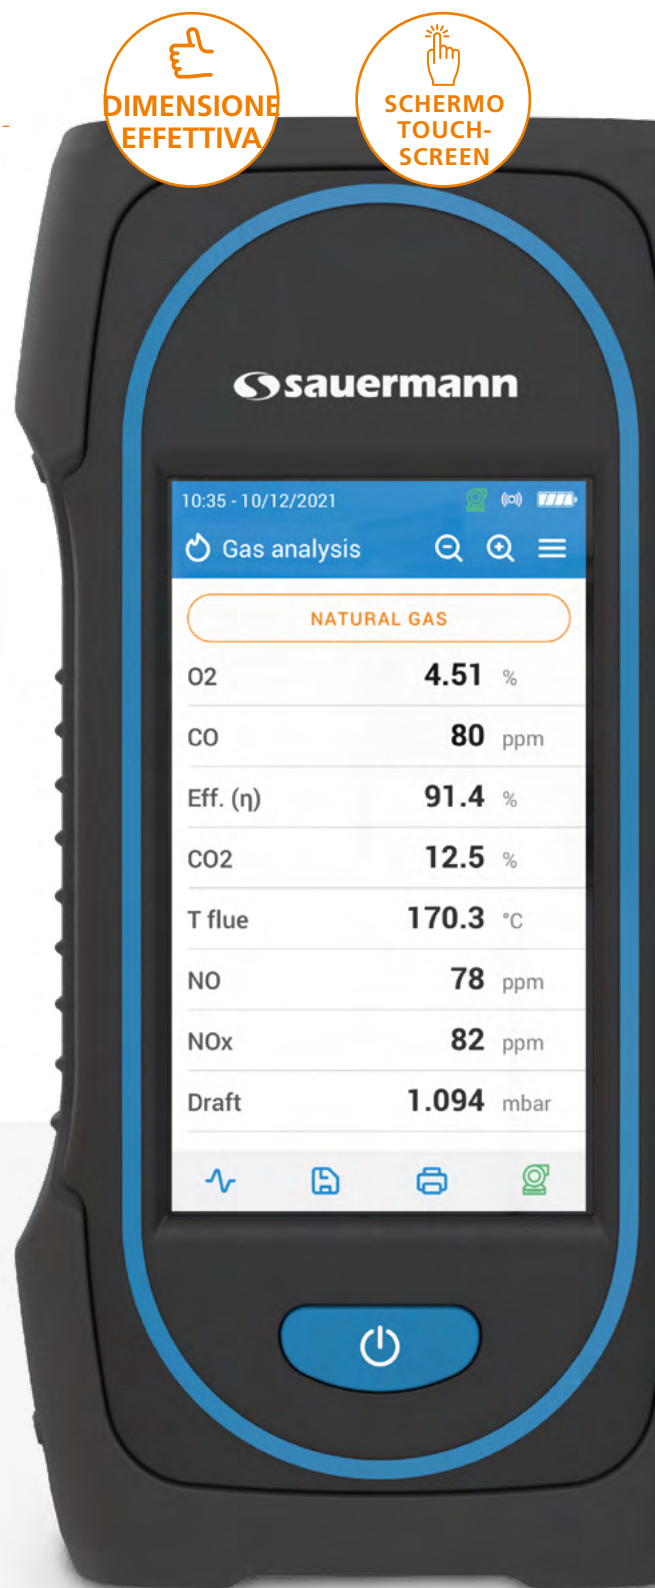 DIMENSIONE
EFFETTIVA
SCHERMO
TOUCH-
SCREEN
sauermann
10:35 - 10/12/2021
Gas analysis
NATURAL GAS
O2 4.51 %
CO 80 ppm
Eff. (η) 91.4 %
CO2 12.5 %
T flue 170.3 °C
NO 78 ppm
NOx 82 ppm
Draft 1.094 mbar